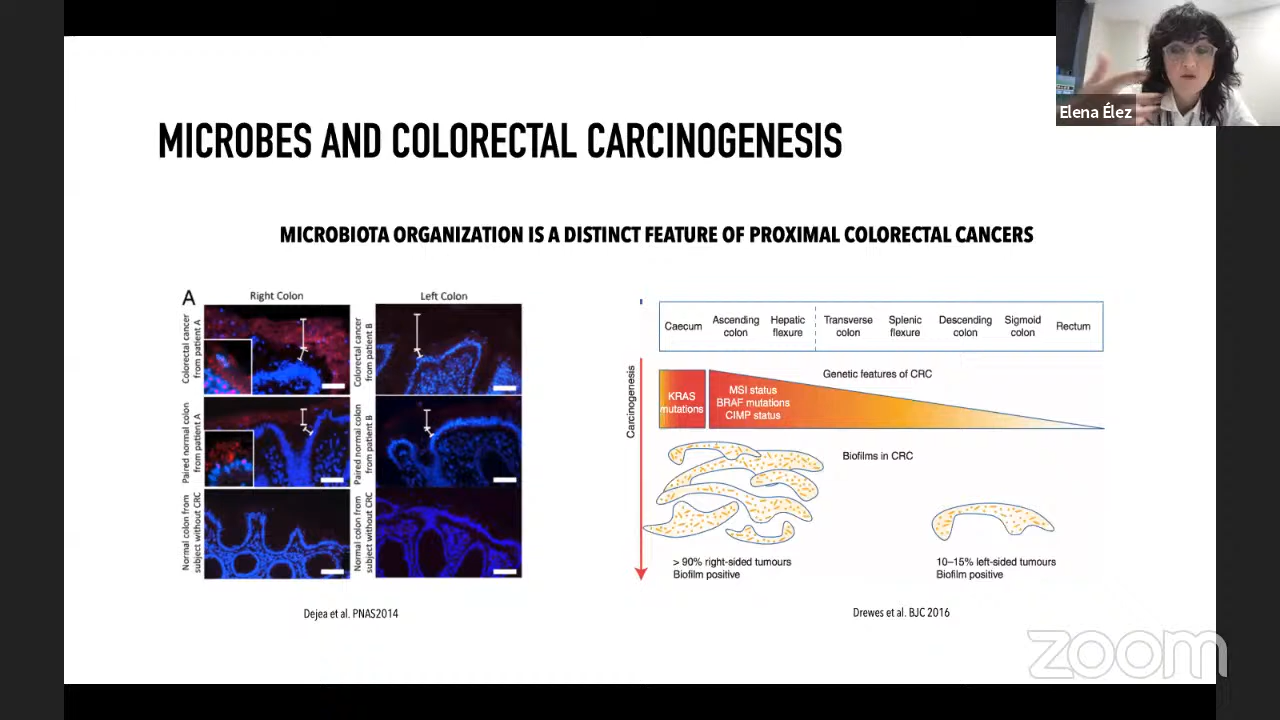 Elena Élez
MICROBES AND COLORECTAL CARCINOGENESIS
MICROBIOTA ORGANIZATION IS A DISTINCT FEATURE OF PROXIMAL COLORECTAL CANCERS
A
Right Colon
Left Colon
Colorectal cancer
from patient A
Colorectal cancer
from patient B
Paired normal colon
from patient A
Paired normal colon
from patient B
Normal colon from
subject without CRC
Normal colon from
subject without CRC
Dejea et al. PNAS2014
Caecum
Ascending
colon
Hepatic
flexure
Transverse
colon
Splenic
flexure
Descending
colon
Sigmoid
colon
Rectum
Carcinogenesis
Genetic features of CRC
KRAS
mutations
MSI status
BRAF mutations
CIMP status
Biofilms in CRC
> 90% right-sided tumours
Biofilm positive
10–15% left-sided tumours
Biofilm positive
Drewes et al. BJC 2016
zoom